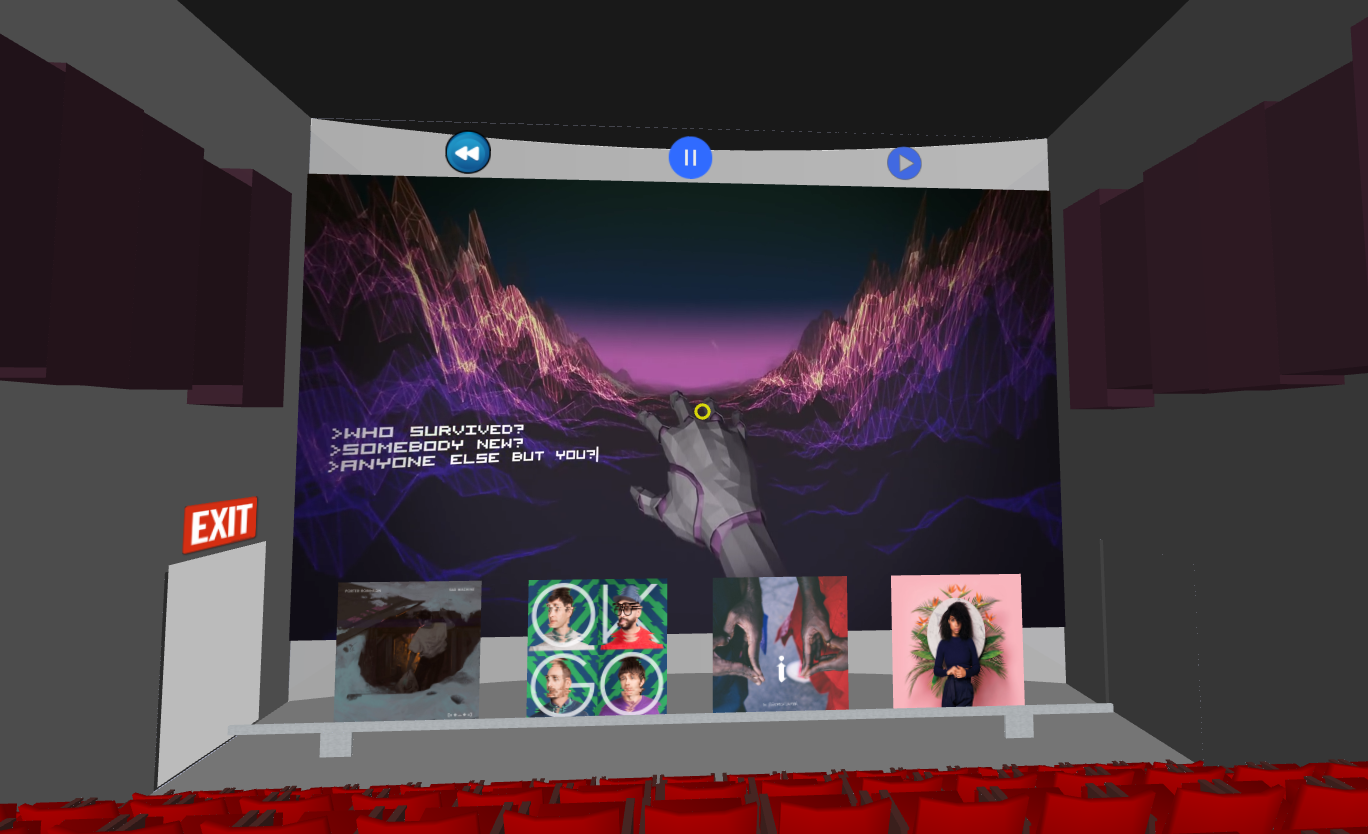 >WHO SURVIVED?
>SOMEBODY NEW?
>ANYONE ELSE BUT YOU?
EXIT
OK
GO
i